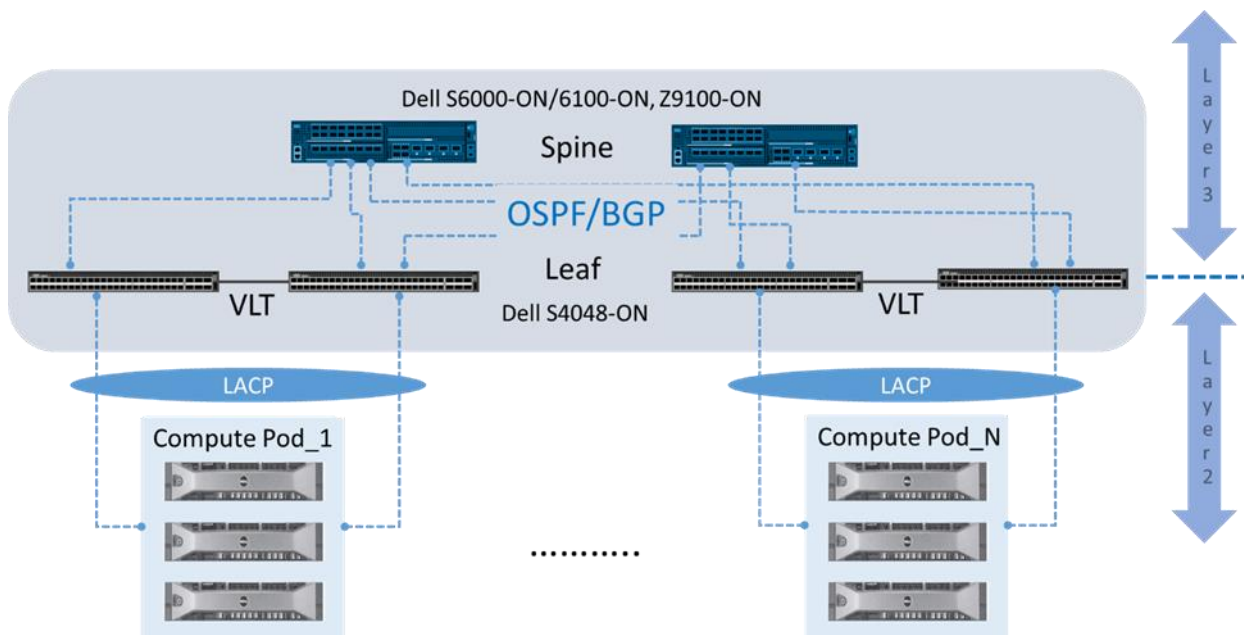 Dell S6000-ON/6100-ON, Z9100-ON
Spine
OSPF/BGP
Leaf
VLT
VLT
Dell S4048-ON
LACP
LACP
Compute Pod_1
Compute Pod_N
...........
Layer3
Layer2